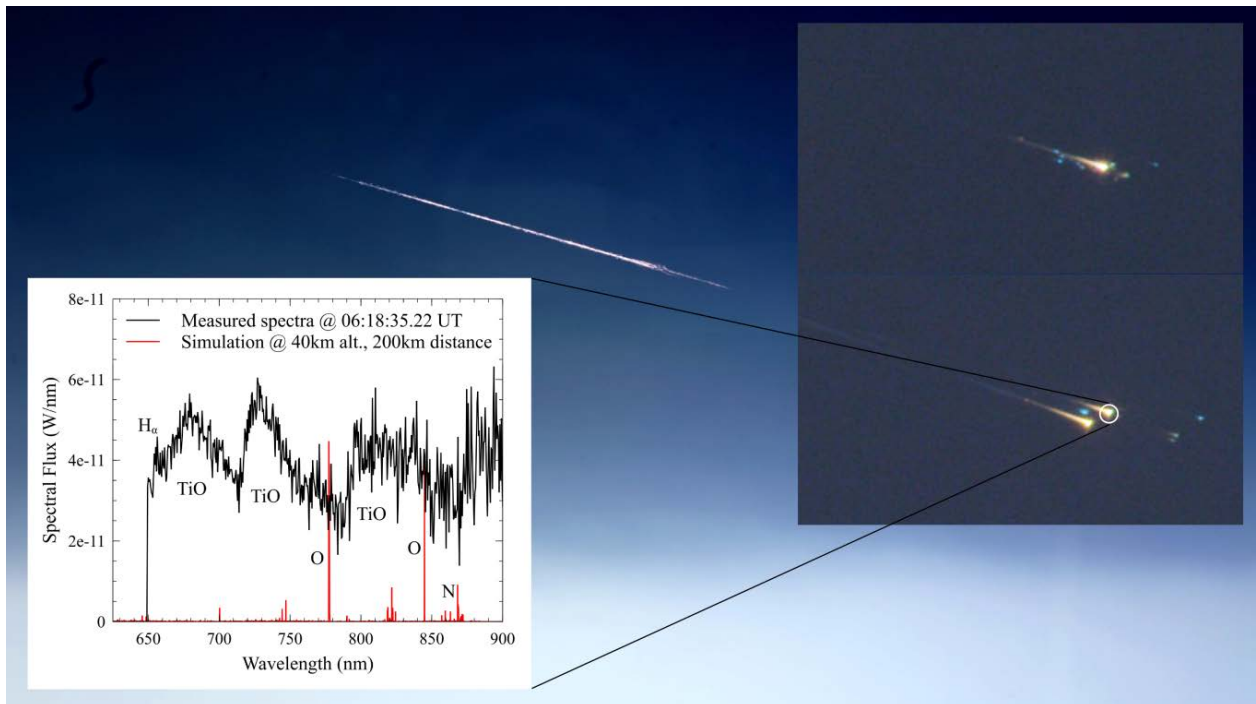 8e-11
Measured spectra @ 06:18:35.22 UT
Simulation @ 40km alt., 200km distance
6e-11
Hα
TiO
TiO
4e-11
TiO
Spectral Flux (W/nm)
2e-11
O
O
N
0
650 700 750 800 850 900
Wavelength (nm)